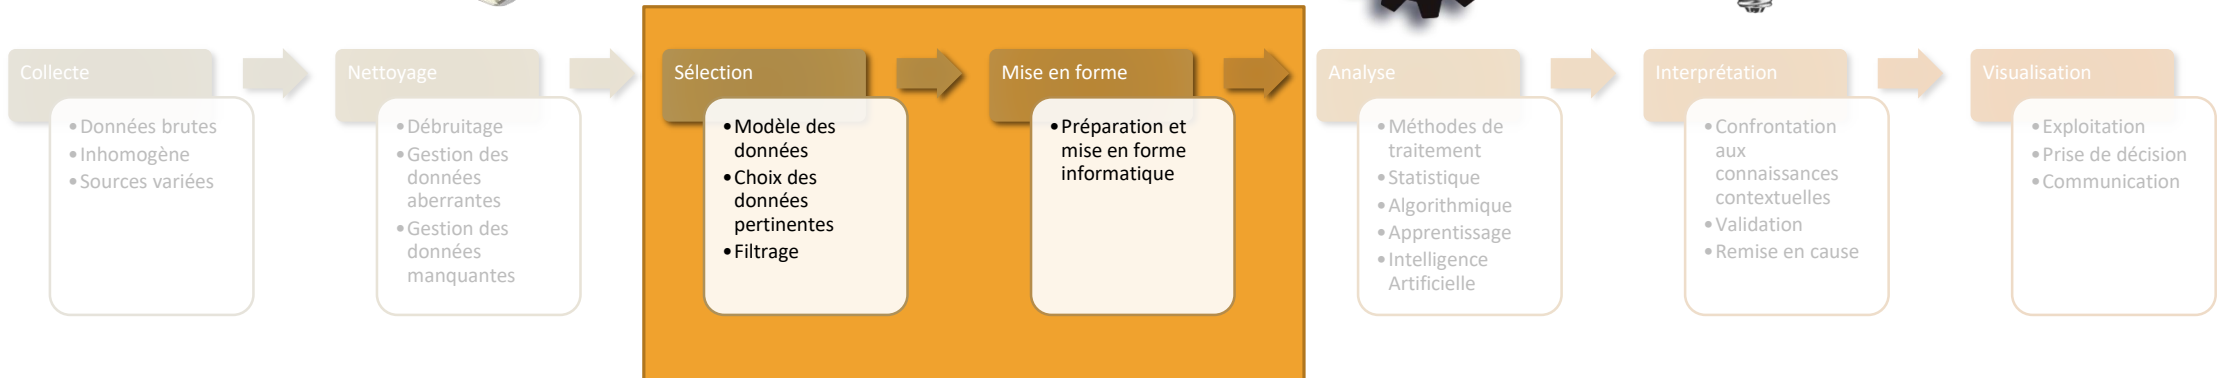 Collecte
• Données brutes
• Inhomogène
• Sources variées
Nettoyage
• Débruitage
• Gestion des
données
aberrantes
• Gestion des
données
manquantes
Sélection
• Modèle des
données
• Choix des
données
pertinentes
• Filtrage
Mise en forme
• Préparation et
mise en forme
informatique
Analyse
• Méthodes de
traitement
• Statistique
• Algorithmique
• Apprentissage
• Intelligence
Artificielle
Interprétation
• Confrontation
aux
connaissances
contextuelles
• Validation
• Remise en cause
Visualisation
• Exploitation
• Prise de décision
• Communication